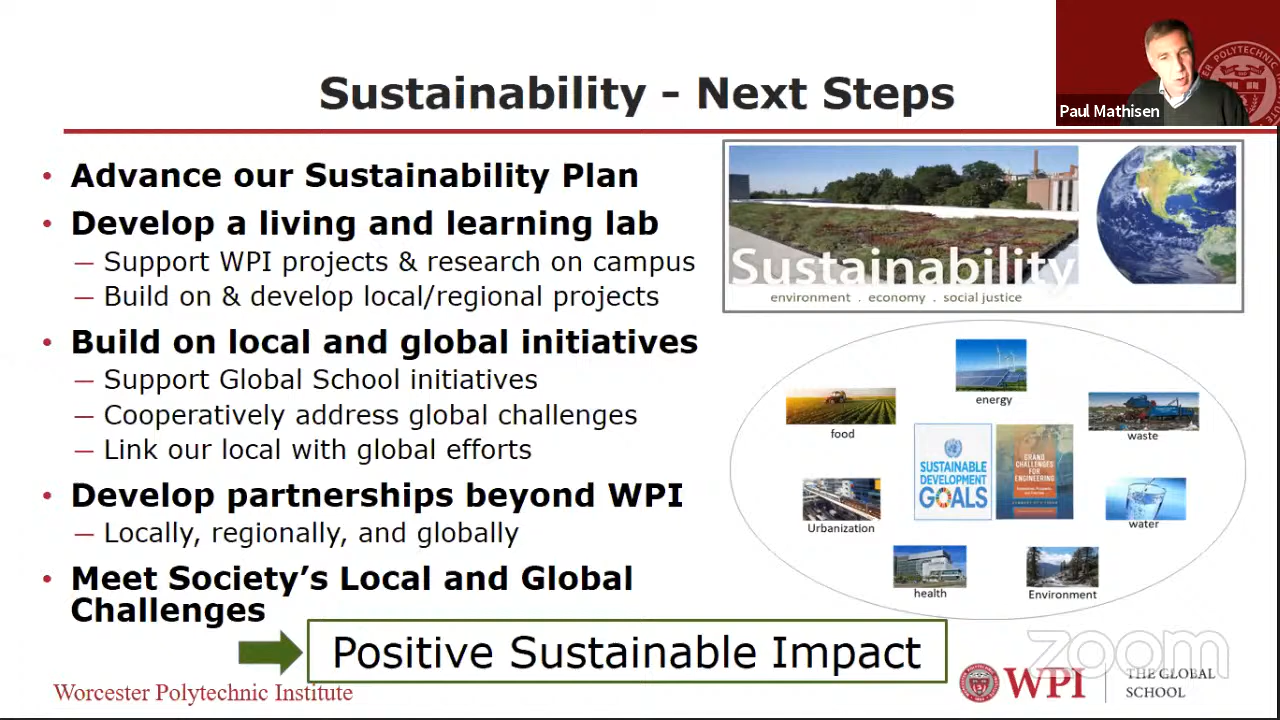 Sustainability - Next Steps
Paul Mathisen
• Advance our Sustainability Plan
• Develop a living and learning lab
— Support WPI projects & research on campus
— Build on & develop local/regional projects
• Build on local and global initiatives
— Support Global School initiatives
— Cooperatively address global challenges
— Link our local with global efforts
• Develop partnerships beyond WPI
— Locally, regionally, and globally
• Meet Society's Local and Global
Challenges
Positive Sustainable Impact
Sustainability
environment . economy . social justice
energy
food
waste
SUSTAINABLE
DEVELOPMENT
GOALS
GRAND
CHALLENGES
FOR
ENGINEERING
Urbanization
water
health
Environment
Worcester Polytechnic Institute
WPI
THE GLOBAL
SCHOOL
zoom